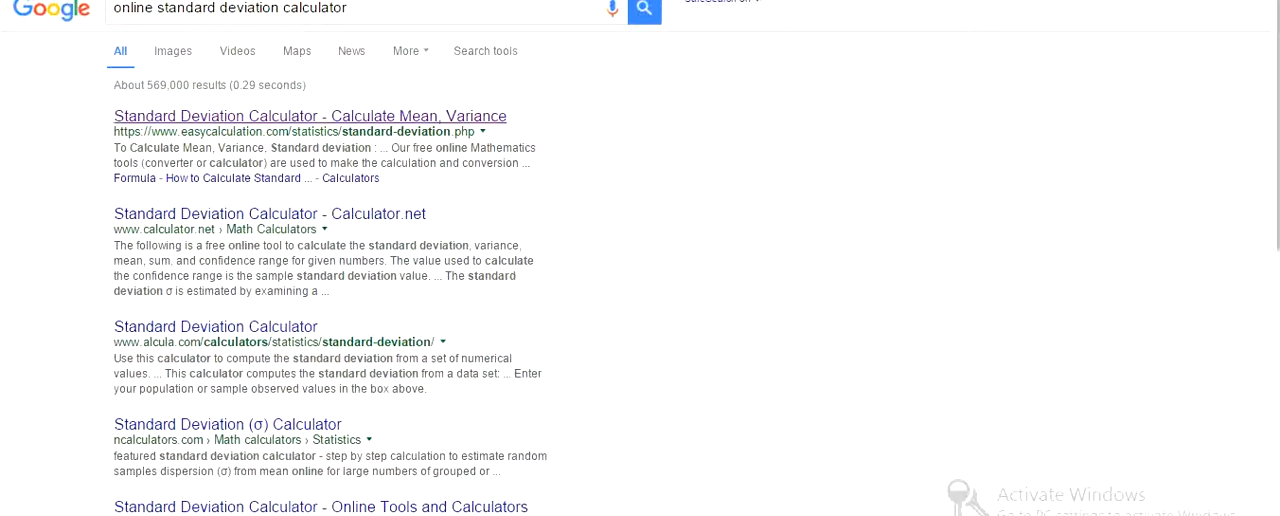 Google online standard deviation calculator
All Images Videos Maps News More Search tools
About 569,000 results (0.29 seconds)
Standard Deviation Calculator - Calculate Mean, Variance
https://www.easycalculation.com/statistics/standard-deviation.php
To Calculate Mean, Variance, Standard deviation : ... Our free online Mathematics
tools (converter or calculator) are used to make the calculation and conversion ...
Formula - How to Calculate Standard ... - Calculators
Standard Deviation Calculator - Calculator.net
www.calculator.net › Math Calculators
The following is a free online tool to calculate the standard deviation, variance,
mean, sum, and confidence range for given numbers. The value used to calculate
the confidence range is the sample standard deviation value. ... The standard
deviation σ is estimated by examining a ...
Standard Deviation Calculator
www.alcula.com/calculators/statistics/standard-deviation/
Use this calculator to compute the standard deviation from a set of numerical
values. ... This calculator computes the standard deviation from a data set: ... Enter
your population or sample observed values in the box above.
Standard Deviation (σ) Calculator
ncalculators.com › Math calculators › Statistics
featured standard deviation calculator - step by step calculation to estimate random
samples dispersion (σ) from mean online for large numbers of grouped or ...
Standard Deviation Calculator - Online Tools and Calculators
Activate Windows
Go to PC settings to activate Windows.